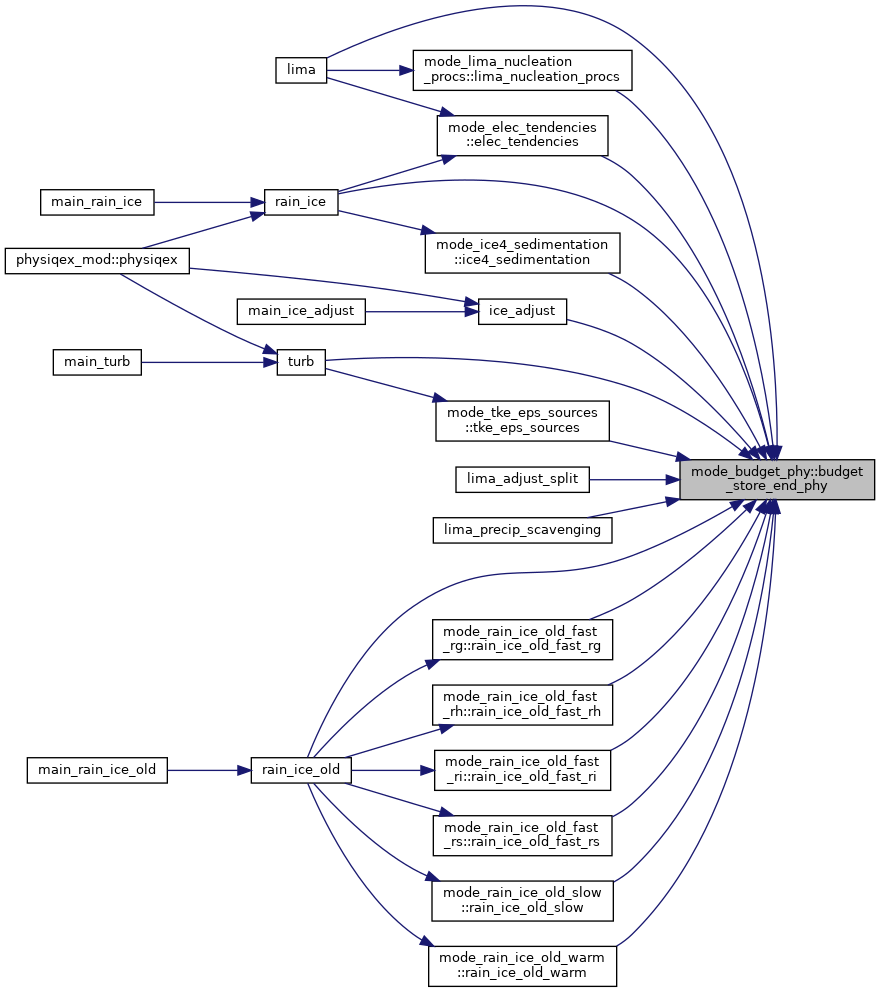 lima
mode_lima_nucleation
_procs::lima_nucleation_procs
mode_elec_tendencies
::elec_tendencies
main_rain_ice
rain_ice
mode_ice4_sedimentation
::ice4_sedimentation
physiqex_mod::physiqex
main_ice_adjust
ice_adjust
main_turb
turb
mode_tke_eps_sources
::tke_eps_sources
mode_budget_phy::budget
_store_end_phy
lima_adjust_split
lima_precip_scavenging
mode_rain_ice_old_fast
_rg::rain_ice_old_fast_rg
mode_rain_ice_old_fast
_rh::rain_ice_old_fast_rh
main_rain_ice_old
rain_ice_old
mode_rain_ice_old_fast
_ri::rain_ice_old_fast_ri
mode_rain_ice_old_fast
_rs::rain_ice_old_fast_rs
mode_rain_ice_old_slow
::rain_ice_old_slow
mode_rain_ice_old_warm
::rain_ice_old_warm